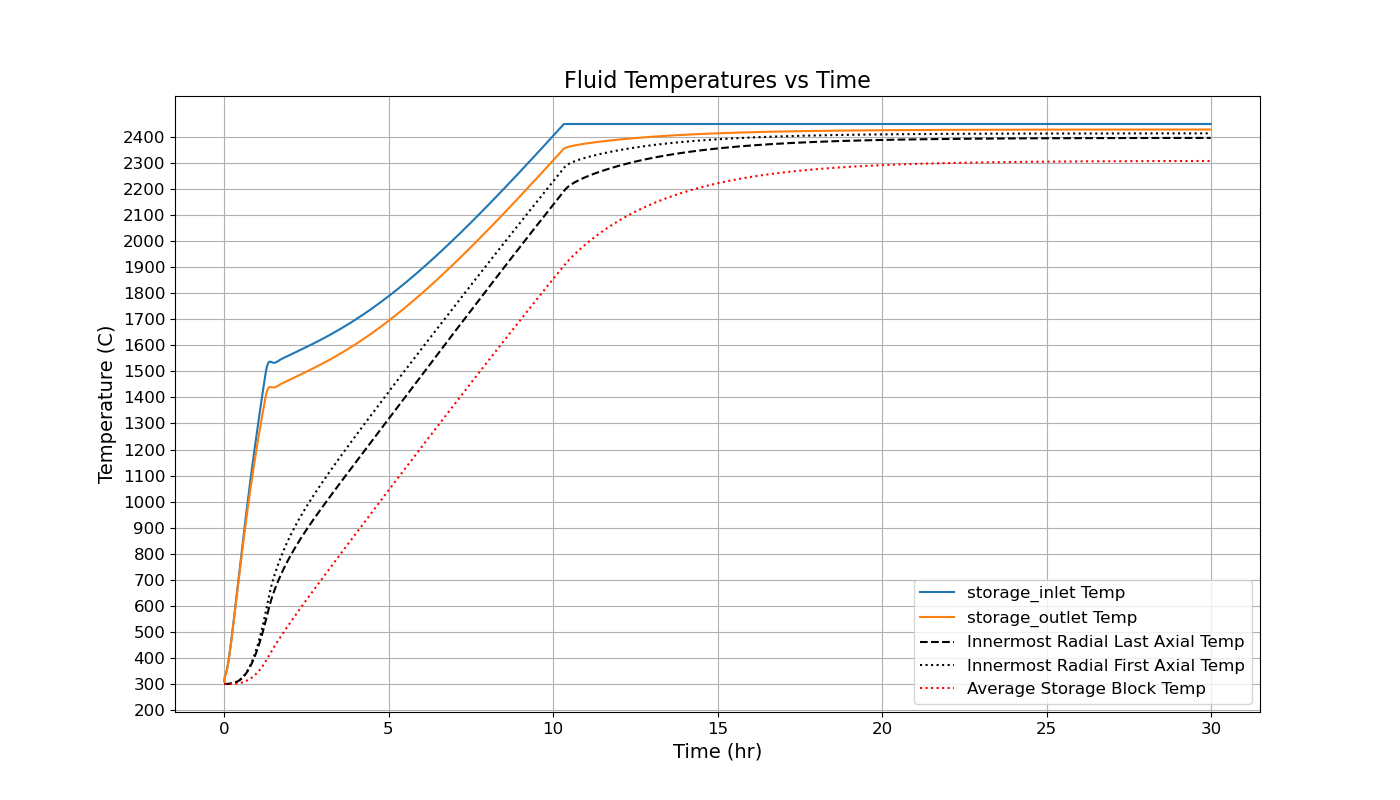 Fluid Temperatures vs Time
Temperature (C)
2400
2300
2200
2100
2000
1900
1800
1700
1600
1500
1400
1300
1200
1100
1000
900
800
700
600
500
400
300
200
storage_inlet Temp
storage_outlet Temp
Innermost Radial Last Axial Temp
Innermost Radial First Axial Temp
Average Storage Block Temp
0 5 10 15 20 25 30
Time (hr)